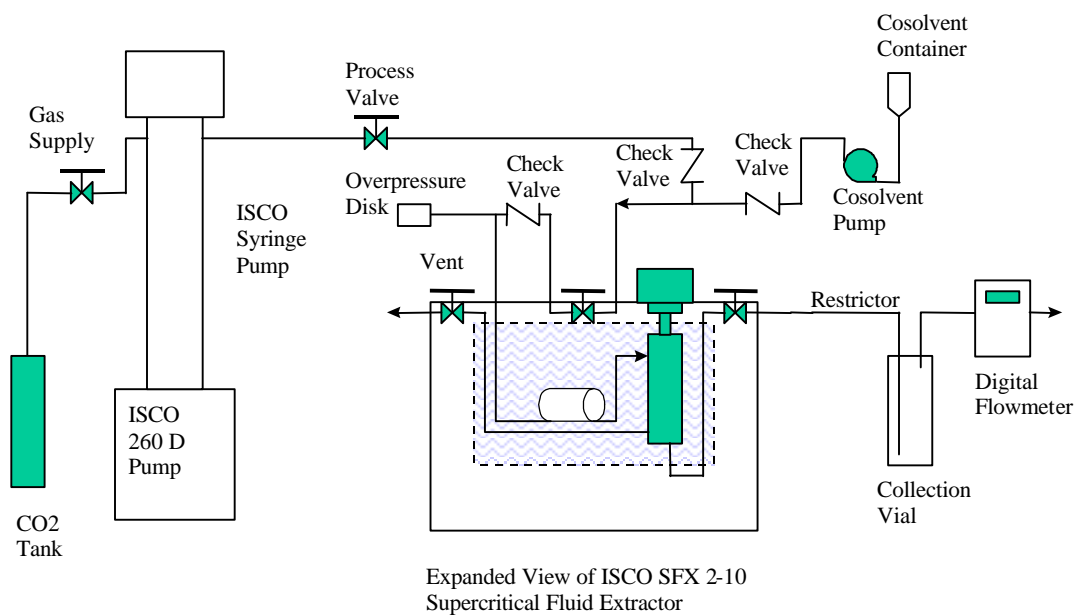 Cosolvent
Container
Process
Valve
Gas
Supply
Check
Valve
Check
Valve
Check
Valve
Overpressure
Disk
Cosolvent
Pump
ISCO
Syringe
Pump
Vent
Restrictor
Digital
Flowmeter
ISCO
260 D
Pump
Collection
Vial
CO2
Tank
Expanded View of ISCO SFX 2-10
Supercritical Fluid Extractor